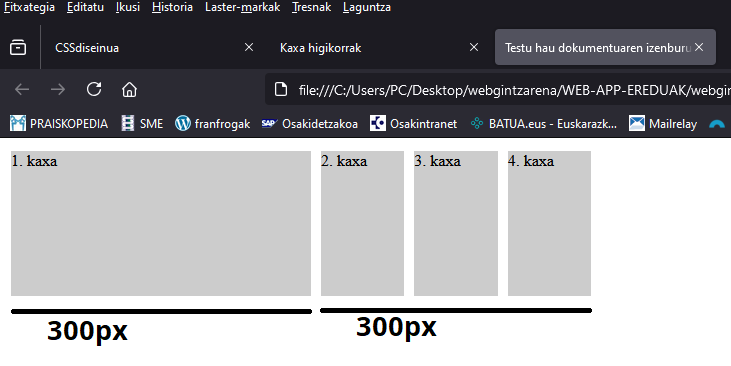 Fitxategia Editatu Ikusi Historia Laster-markak Tresnak Laguntza
CSSdiseinua Kaxa higikorrak Testu hau dokumentuaren izenburu
file:///C:/Users/PC/Desktop/webgintzarena/WEB-APP-EREDUAK/webgin
PRAISKOPEDIA SME franfrogak SAP Osakidetzakoa Osakintranet BATUA.eus - Euskarazk... Mailrelay
1. kaxa 2. kaxa 3. kaxa 4. kaxa
300px 300px